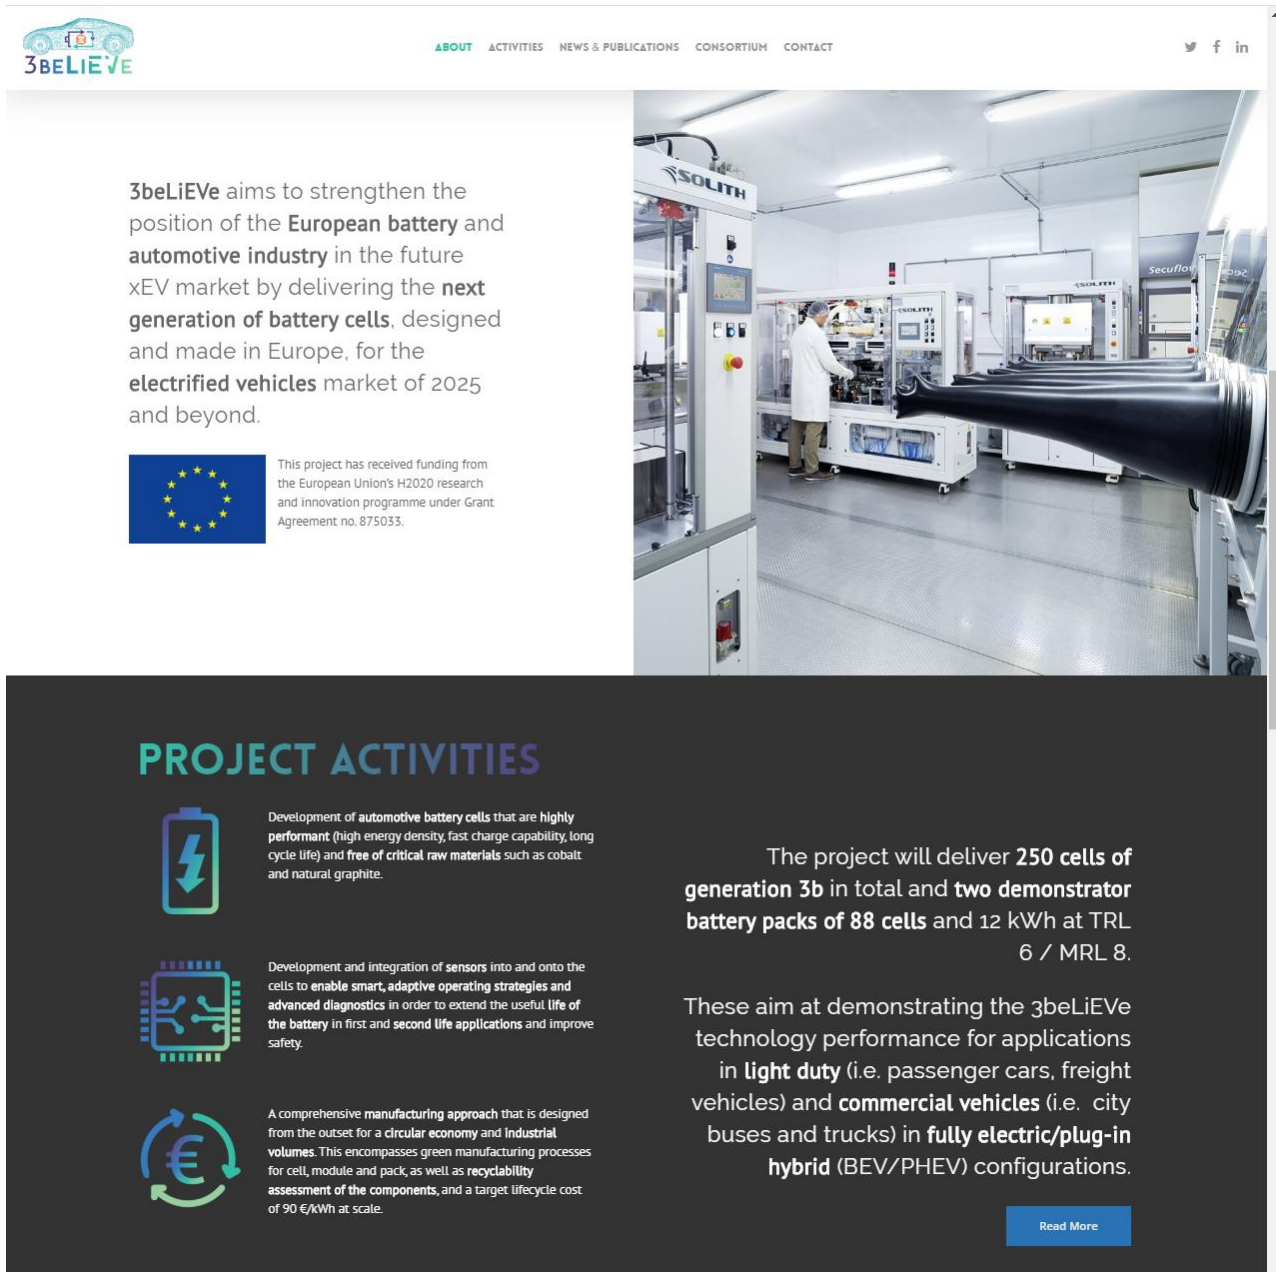 3BELIEVE
ABOUT ACTIVITIES NEWS & PUBLICATIONS CONSORTIUM CONTACT
3beLiEVe aims to strengthen the
position of the European battery and
automotive industry in the future
xEV market by delivering the next
generation of battery cells, designed
and made in Europe, for the
electrified vehicles market of 2025
and beyond.
This project has received funding from
the European Union's H2020 research
and innovation programme under Grant
Agreement no. 875033.
SOLITH
SOLITH
SOLITH
Secuflow
PROJECT ACTIVITIES
Development of automotive battery cells that are highly
performant (high energy density, fast charge capability, long
cycle life) and free of critical raw materials such as cobalt
and natural graphite.
Development and integration of sensors into and onto the
cells to enable smart, adaptive operating strategies and
advanced diagnostics in order to extend the useful life of
the battery in first and second life applications and improve
safety.
A comprehensive manufacturing approach that is designed
from the outset for a circular economy and industrial
volumes. This encompasses green manufacturing processes
for cell, module and pack, as well as recyclability
assessment of the components, and a target lifecycle cost
of 90 €/kWh at scale.
The project will deliver 250 cells of
generation 3b in total and two demonstrator
battery packs of 88 cells and 12 kWh at TRL
6 / MRL 8.
These aim at demonstrating the 3beLiEVe
technology performance for applications
in light duty (i.e. passenger cars, freight
vehicles) and commercial vehicles (i.e. city
buses and trucks) in fully electric/plug-in
hybrid (BEV/PHEV) configurations.
Read More